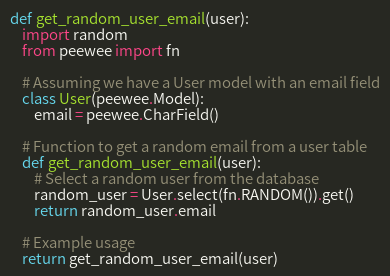 def get_random_user_email(user):
    import random
    from peewee import fn

    # Assuming we have a User model with an email field
    class User(peewee.Model):
        email = peewee.CharField()

    # Function to get a random email from a user table
    def get_random_user_email(user):
        # Select a random user from the database
        random_user = User.select(fn.RANDOM()).get()
        return random_user.email

    # Example usage
    return get_random_user_email(user)